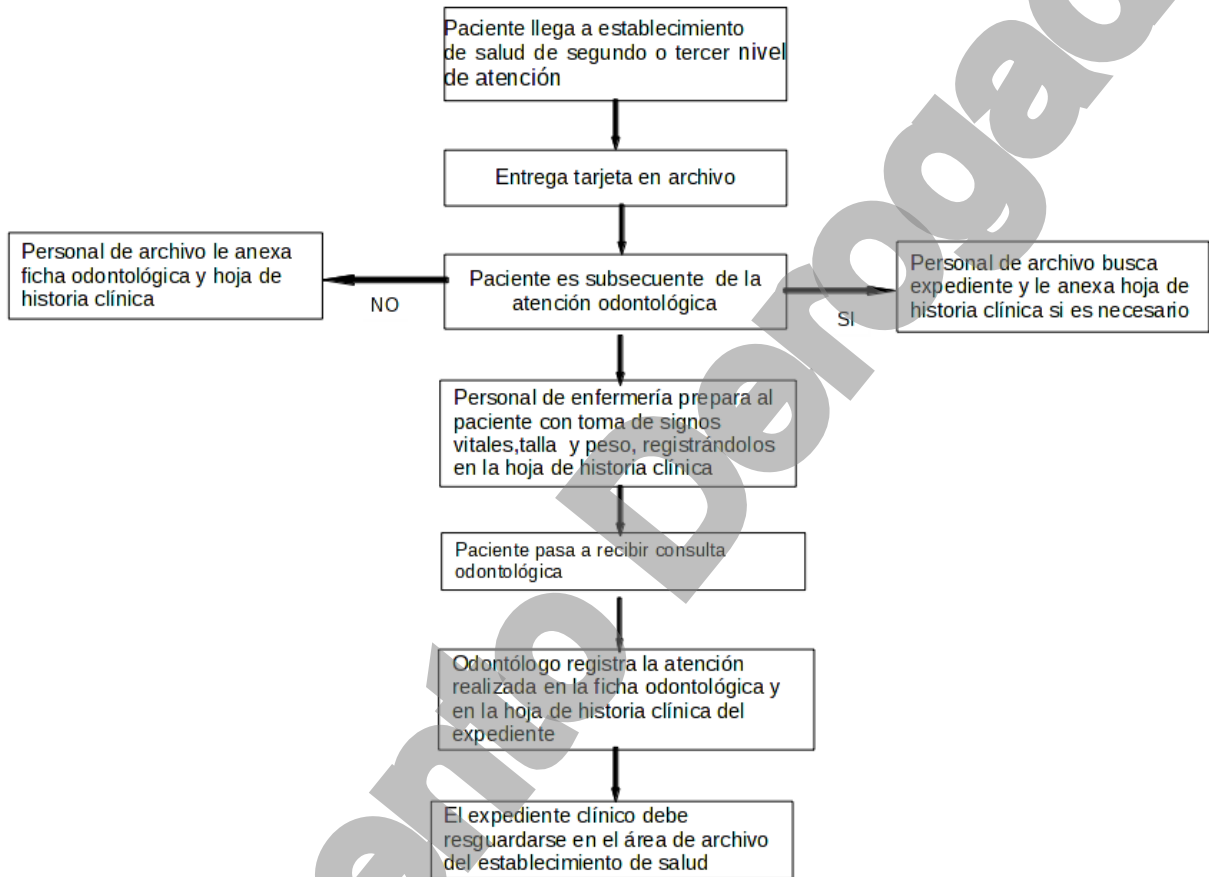 Paciente llega a establecimiento
de salud de segundo o tercer nivel
de atención
Entrega tarjeta en archivo
Paciente es subsecuente de la
atención odontológica
NO
Personal de archivo le anexa
ficha odontológica y hoja de
historia clínica
SI
Personal de archivo busca
expediente y le anexa hoja de
historia clínica si es necesario
Personal de enfermería prepara al
paciente con toma de signos
vitales,talla y peso, registrándolos
en la hoja de historia clínica
Paciente pasa a recibir consulta
odontológica
Odontólogo registra la atención
realizada en la ficha odontológica y
en la hoja de historia clínica del
expediente
El expediente clínico debe
resguardarse en el área de archivo
del establecimiento de salud